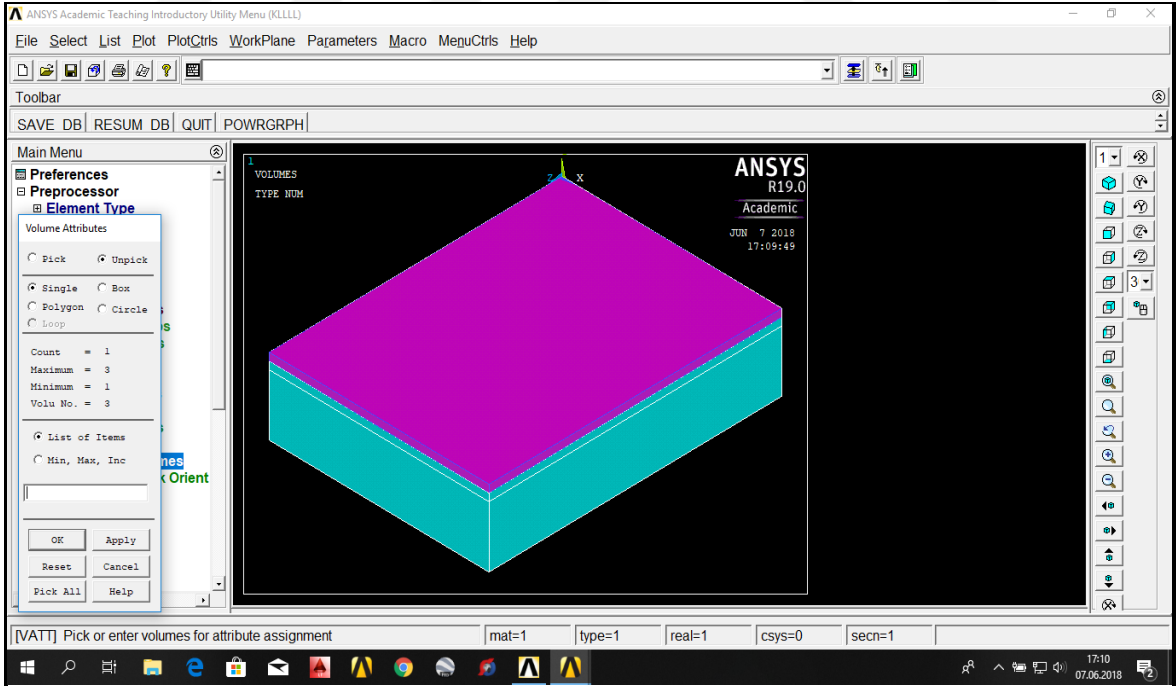 ANSYS Academic Teaching Introductory Utility Menu (KLLLL)
File Select List Plot PlotCtrls WorkPlane Parameters Macro MenuCtrls Help
Toolbar
SAVE_DB RESUM_DB QUIT POWRGRPH
Main Menu
Preferences
Preprocessor
Element Type
Volume Attributes
Pick Unpick
Single Box
Polygon Circle
Loop
Count = 1
Maximum = 3
Minimum = 1
Volu No. = 3
List of Items
Min, Max, Inc
OK Apply
Reset Cancel
Pick All Help
k Orient
1
VOLUMES
TYPE NUM
Z X
ANSYS
R19.0
Academic
JUN 7 2018
17:09:49
1
3
[VATT] Pick or enter volumes for attribute assignment
mat=1 type=1 real=1 csys=0 secn=1
17:10
07.06.2018
2